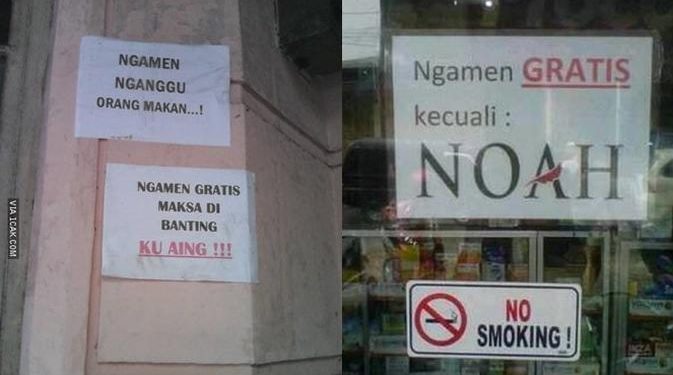 NGAMEN
NGANGGU
ORANG MAKAN...!
NGAMEN GRATIS
MAKSA DI
BANTING
KU AING !!!
VIA 1CAK.COM
Ngamen GRATIS
kecuali :
NOAH
NO
SMOKING !